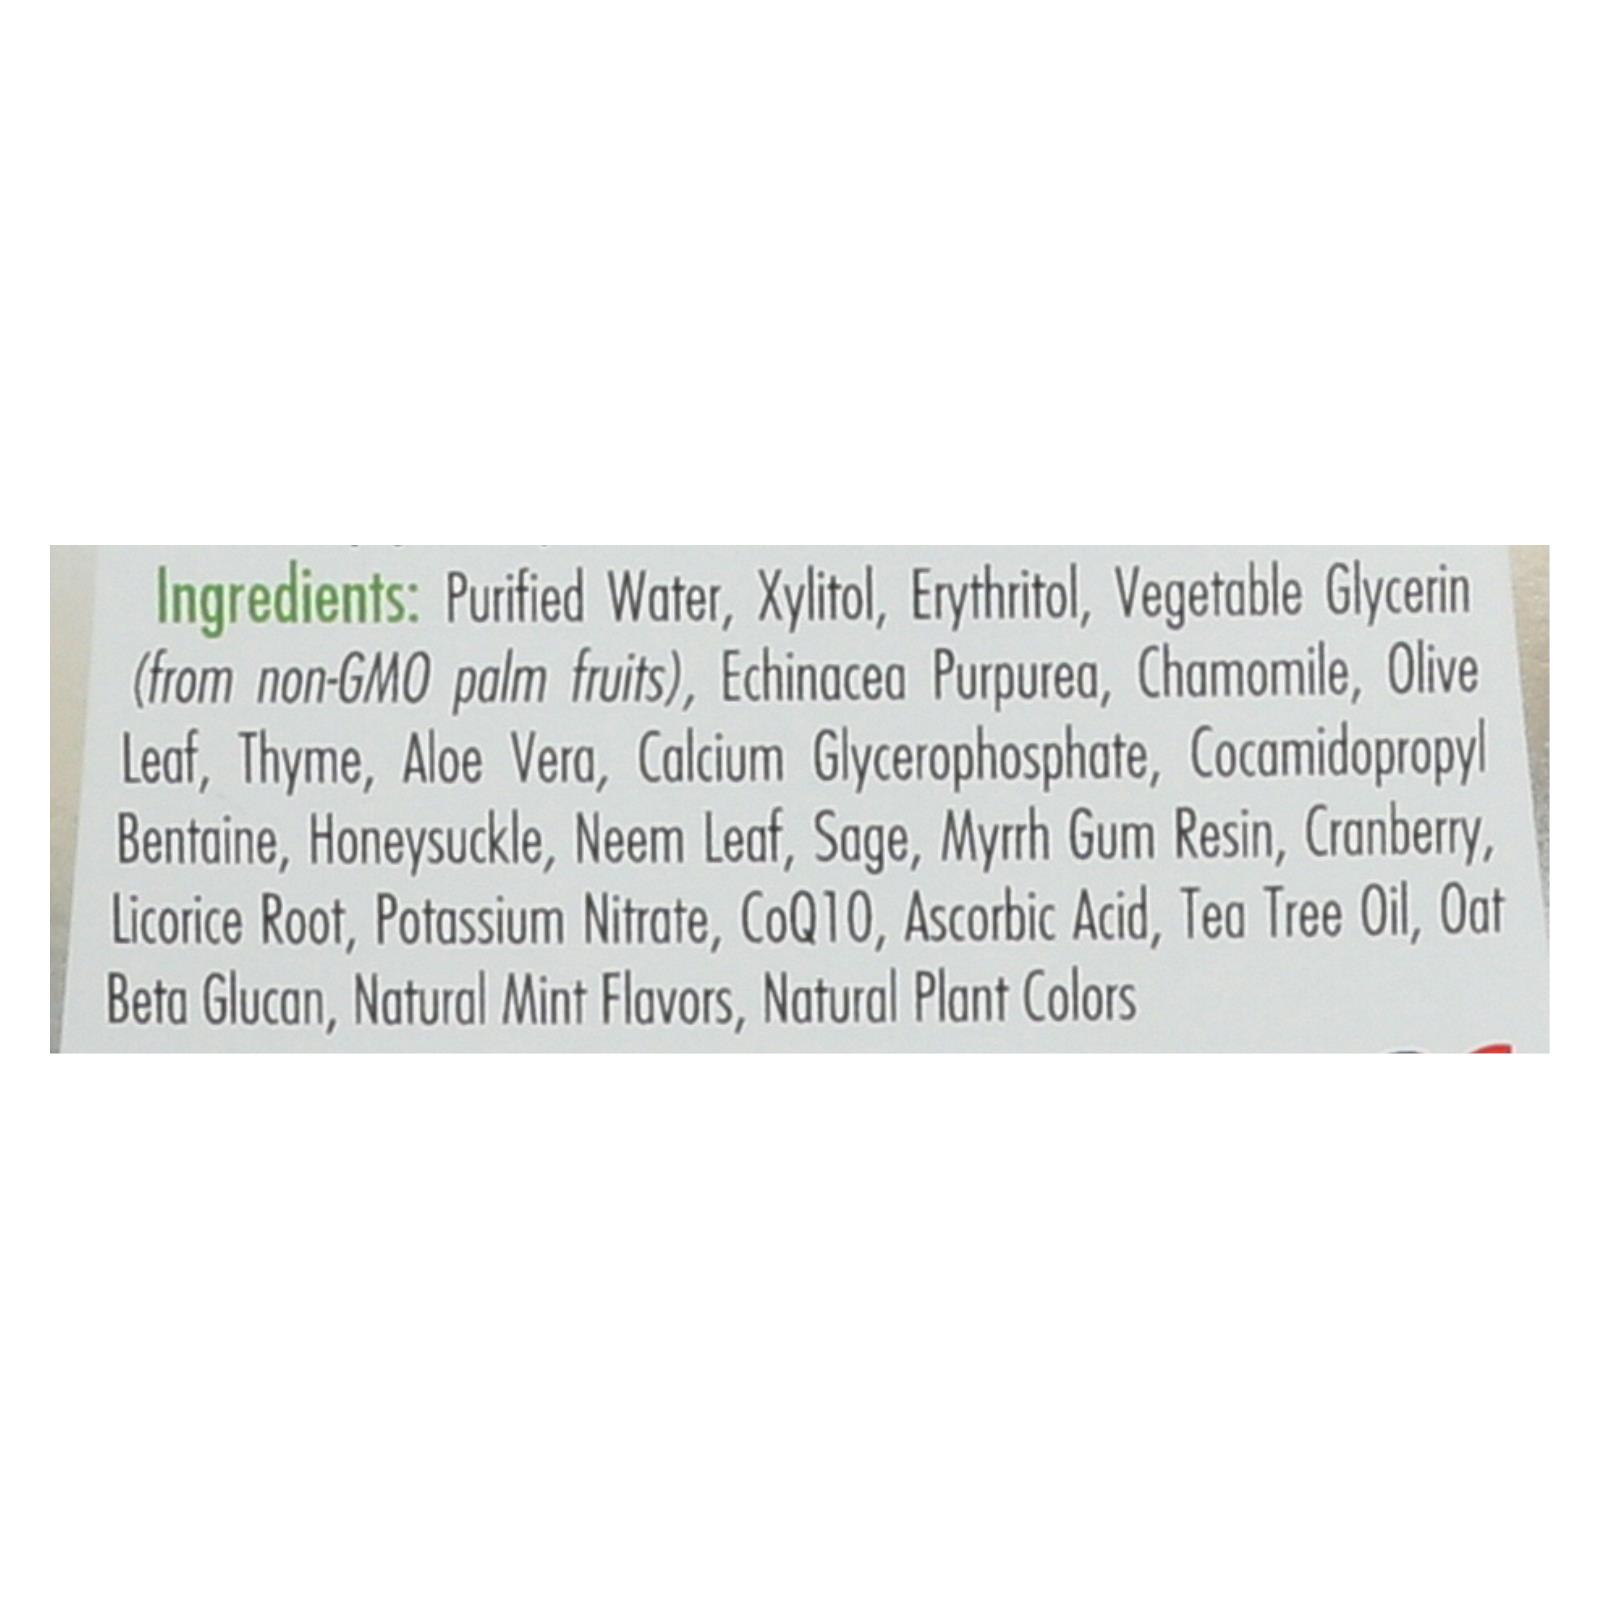 Ingredients: Purified Water, Xylitol, Erythritol, Vegetable Glycerin
(from non-GMO palm fruits), Echinacea Purpurea, Chamomile, Olive
Leaf, Thyme, Aloe Vera, Calcium Glycerophosphate, Cocamidopropyl
Bentaine, Honeysuckle, Neem Leaf, Sage, Myrrh Gum Resin, Cranberry,
Licorice Root, Potassium Nitrate, CoQ10, Ascorbic Acid, Tea Tree Oil, Oat
Beta Glucan, Natural Mint Flavors, Natural Plant Colors